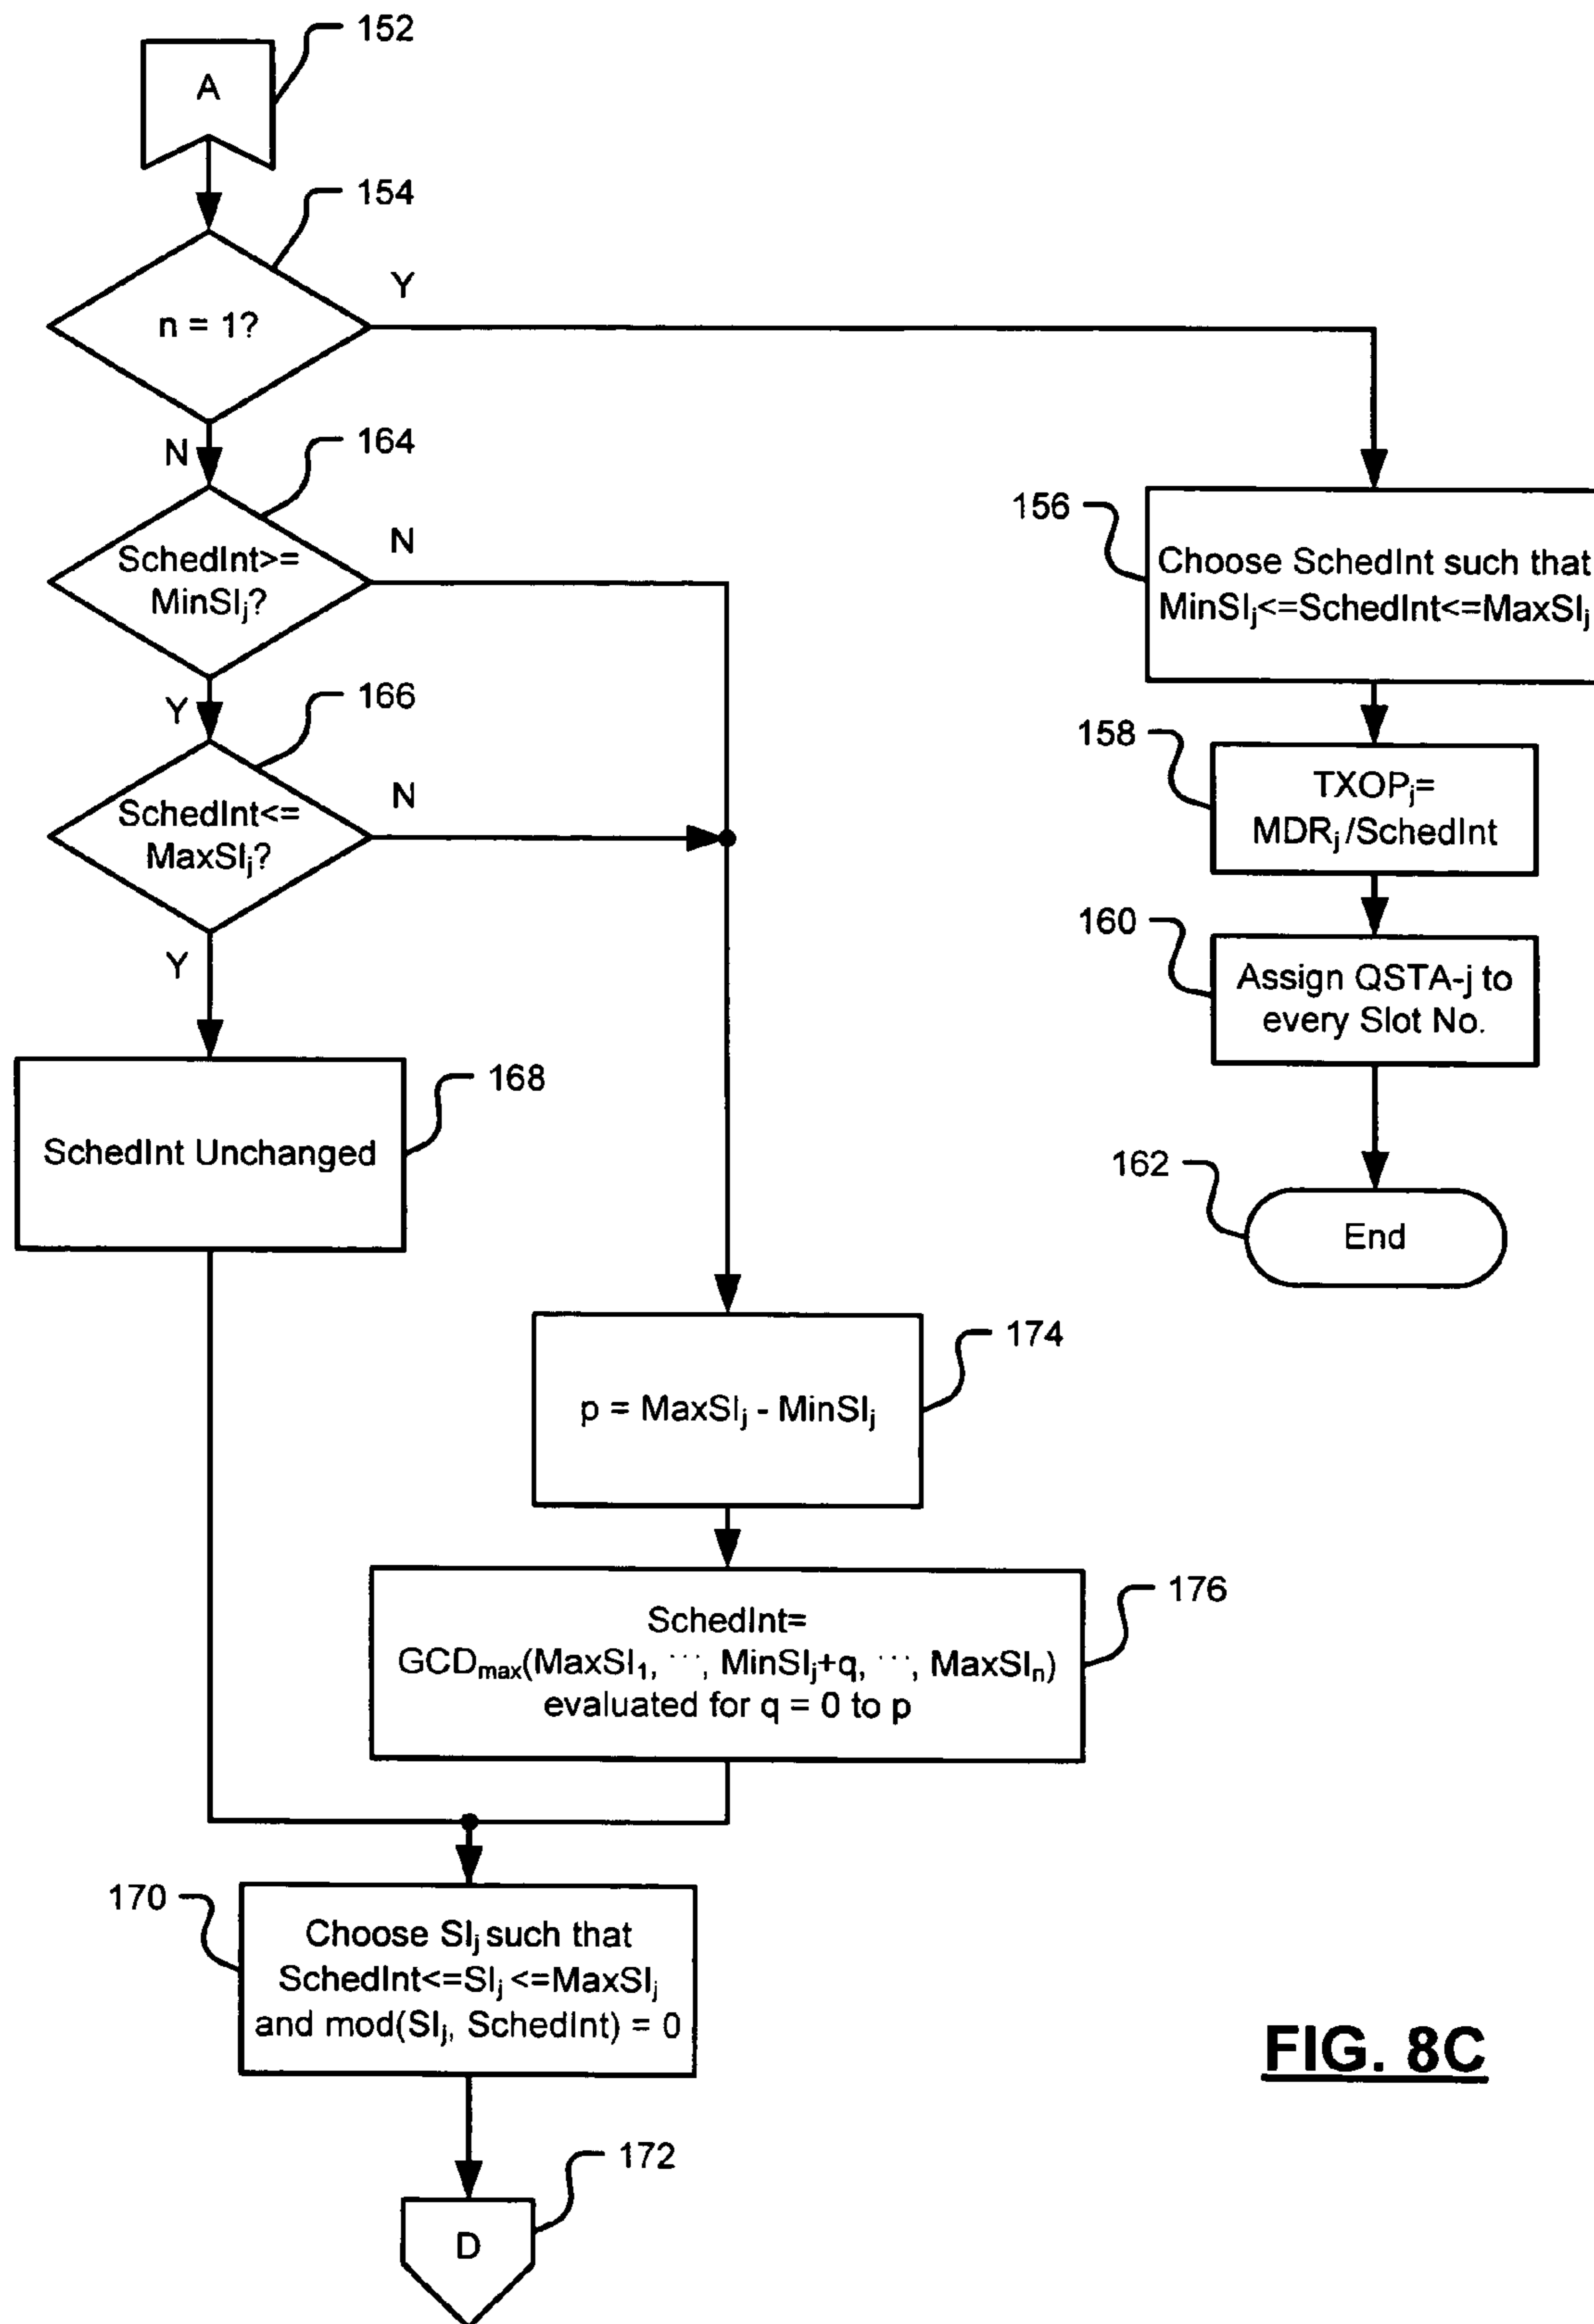 A
152
154
n = 1?
Y
N
164
SchedInt>=
MinSIj?
N
Y
166
SchedInt<=
MaxSIj?
N
Y
156
Choose SchedInt such that
MinSIj<=SchedInt<=MaxSIj
158
TXOPj=
MDRj/SchedInt
160
Assign QSTA-j to
every Slot No.
162
End
168
SchedInt Unchanged
174
p = MaxSIj - MinSIj
176
SchedInt=
GCDmax(MaxSI1, ..., MinSIj+q, ..., MaxSIn)
evaluated for q = 0 to p
170
Choose SIj such that
SchedInt<=SIj <=MaxSIj
and mod(SIj, SchedInt) = 0
172
D
FIG. 8C